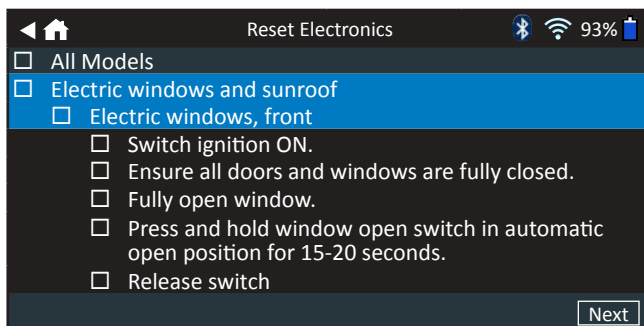 Reset Electronics 93%
All Models
Electric windows and sunroof
Electric windows, front
Switch ignition ON.
Ensure all doors and windows are fully closed.
Fully open window.
Press and hold window open switch in automatic
open position for 15-20 seconds.
Release switch
Next